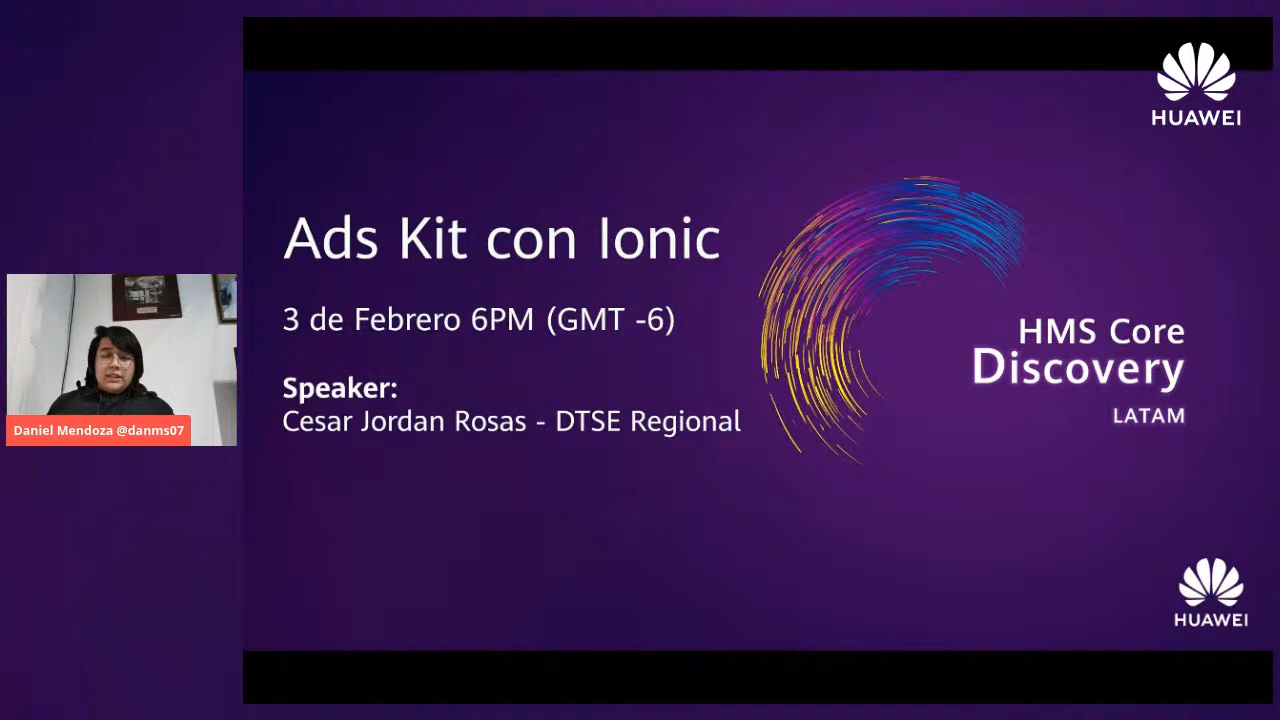 HUAWEI
Ads Kit con Ionic
3 de Febrero 6PM (GMT -6)
Speaker:
Cesar Jordan Rosas - DTSE Regional
HMS Core
Discovery
LATAM
Daniel Mendoza @danms07
HUAWEI